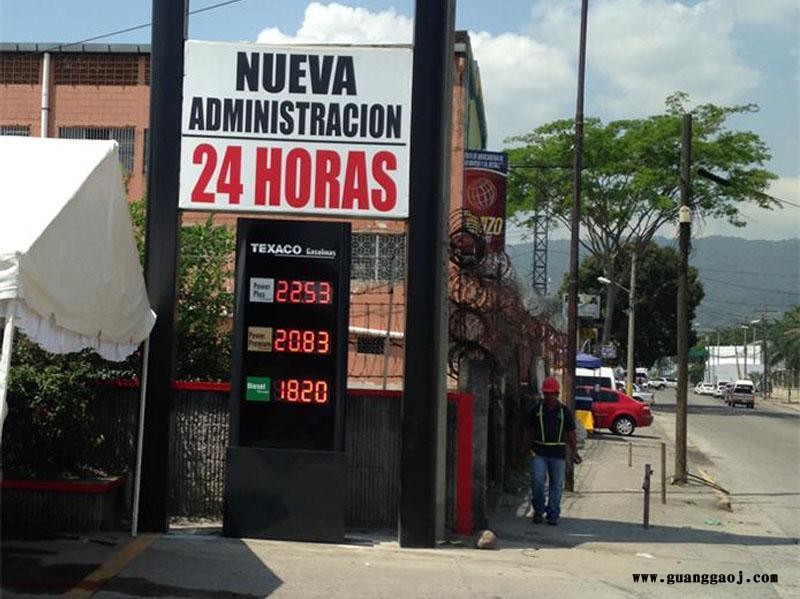 NUEVA
ADMINISTRACION
24 HORAS
TEXACO Gasolinas
Power
Plus
22.53
Power
Premium
20.83
Diesel
18.20
www.guanggaoj.com